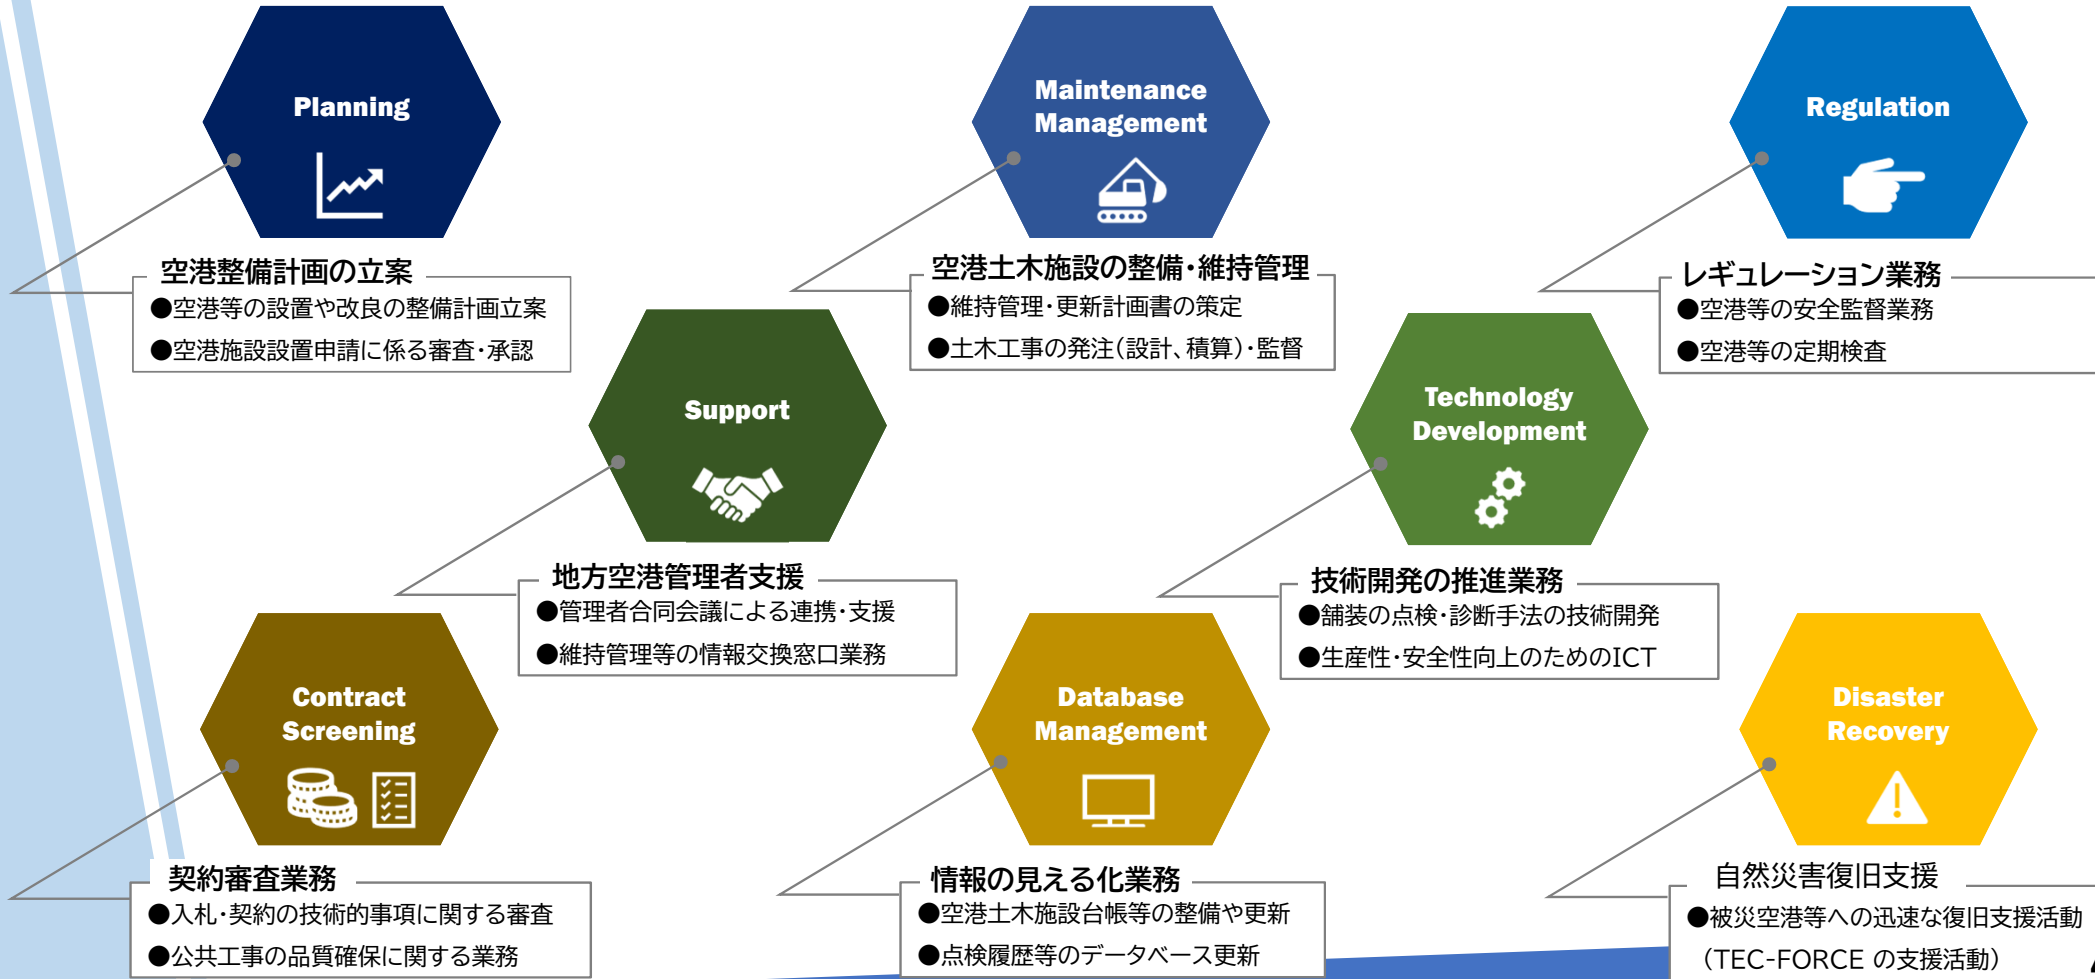 Planning
空港整備計画の立案
●空港等の設置や改良の整備計画立案
●空港施設設置申請に係る審査・承認
Maintenance
Management
空港土木施設の整備・維持管理
●維持管理・更新計画書の策定
●土木工事の発注(設計、積算)・監督
Regulation
レギュレーション業務
●空港等の安全監督業務
●空港等の定期検査
Support
地方空港管理者支援
●管理者合同会議による連携・支援
●維持管理等の情報交換窓口業務
Technology
Development
技術開発の推進業務
●舗装の点検・診断手法の技術開発
●生産性・安全性向上のためのICT
Contract
Screening
契約審査業務
●入札・契約の技術的事項に関する審査
●公共工事の品質確保に関する業務
Database
Management
情報の見える化業務
●空港土木施設台帳等の整備や更新
●点検履歴等のデータベース更新
Disaster
Recovery
自然災害復旧支援
●被災空港等への迅速な復旧支援活動
(TEC-FORCE の支援活動)